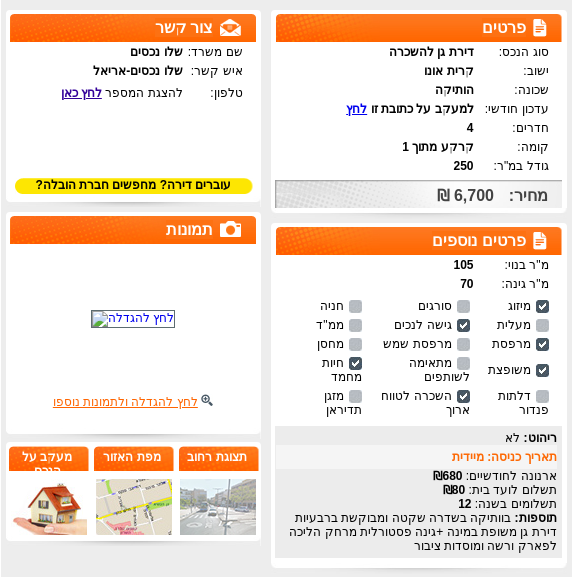 פרטים
סוג הנכס: דירת גן להשכרה
ישוב: קרית אונו
שכונה: הותיקה
עדכון חודשי: למעקב על כתובת זו לחץ
חדרים: 4
קומה: קרקע מתוך 1
גודל במ"ר: 250
מחיר: 6,700 ₪
פרטים נוספים
מ"ר בנוי: 105
מ"ר גינה: 70
מיזוג סורגים חניה
מעלית גישה לנכים ממ"ד
מרפסת מרפסת שמש מחסן
משופצת מתאימה לשותפים חיות מחמד
דלתות פנדור השכרה לטווח ארוך מזגן תדיראן
ריהוט: לא
תאריך כניסה: מיידית
ארנונה לחודשיים: 680₪
תשלום לועד בית: 80₪
תשלומים בשנה: 12
תוספות: בוותיקה בשדרה שקטה ומבוקשת ברבעיות
דירת גן משופת במינה +גינה פסטורלית מרחק הליכה
לפארק ורשה ומוסדות ציבור
צור קשר
שם משרד: שלו נכסים
איש קשר: שלו נכסים-אריאל
טלפון: להצגת המספר לחץ כאן
עוברים דירה? מחפשים חברת הובלה?
תמונות
לחץ להגדלה
לחץ להגדלה ולתמונות נוספו
תצוגת רחוב
מפת האזור
מעקב על
הנכס